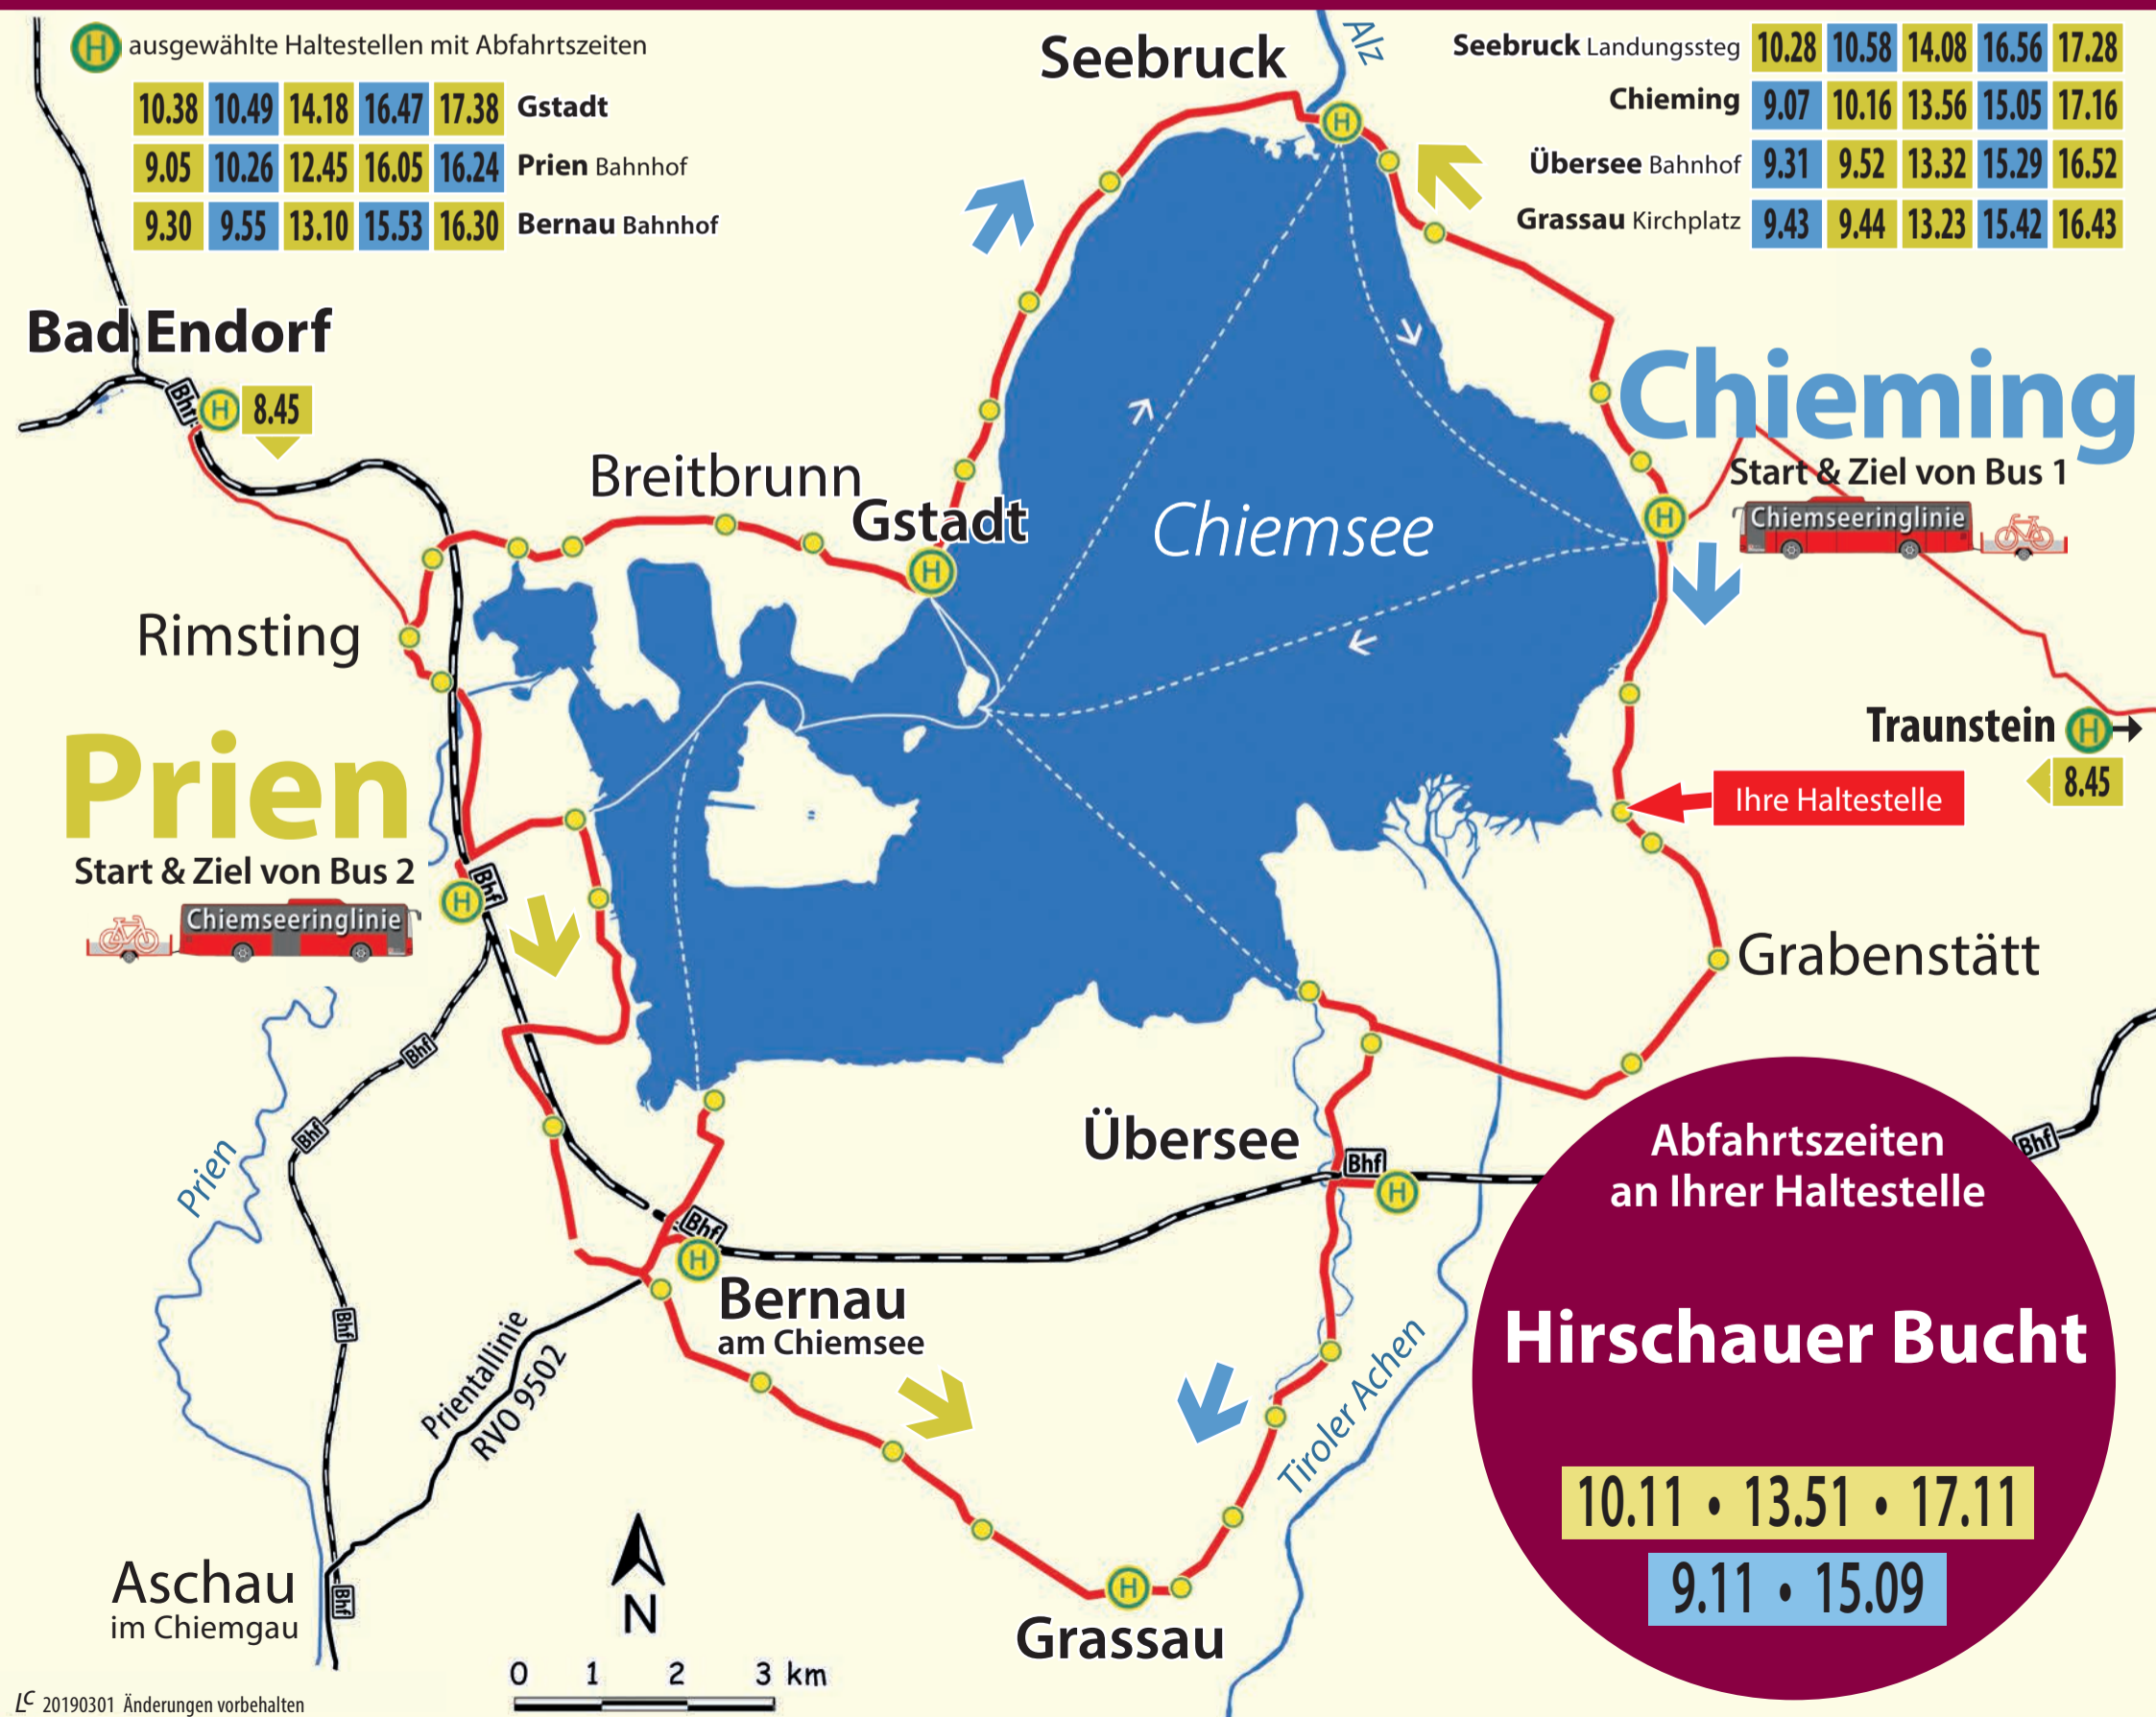 H ausgewählte Haltestellen mit Abfahrtszeiten
10.38 10.49 14.18 16.47 17.38 Gstadt
9.05 10.26 12.45 16.05 16.24 Prien Bahnhof
9.30 9.55 13.10 15.53 16.30 Bernau Bahnhof
Seebruck
Alz
Seebruck Landungssteg 10.28 10.58 14.08 16.56 17.28
Chieming 9.07 10.16 13.56 15.05 17.16
Übersee Bahnhof 9.31 9.52 13.32 15.29 16.52
Grassau Kirchplatz 9.43 9.44 13.23 15.42 16.43
H
Bad Endorf
Bhf
H 8.45
Breitbrunn
Gstadt
H
Chiemsee
Chieming
Start & Ziel von Bus 1
H
Chiemseeringlinie
Rimsting
Traunstein H
8.45
Ihre Haltestelle
Prien
Start & Ziel von Bus 2
Bhf
H
Chiemseeringlinie
Grabenstätt
Bhf
Bhf
Prien
Übersee
Bhf
H
Bhf
Bhf
H
Bernau
am Chiemsee
Bhf
Prientallinie
RVO 9502
Tiroler Achen
Abfahrtszeiten
an Ihrer Haltestelle
Hirschauer Bucht
10.11 • 13.51 • 17.11
9.11 • 15.09
Aschau
im Chiemgau
Bhf
N
H
Grassau
0 1 2 3 km
LC 20190301 Änderungen vorbehalten